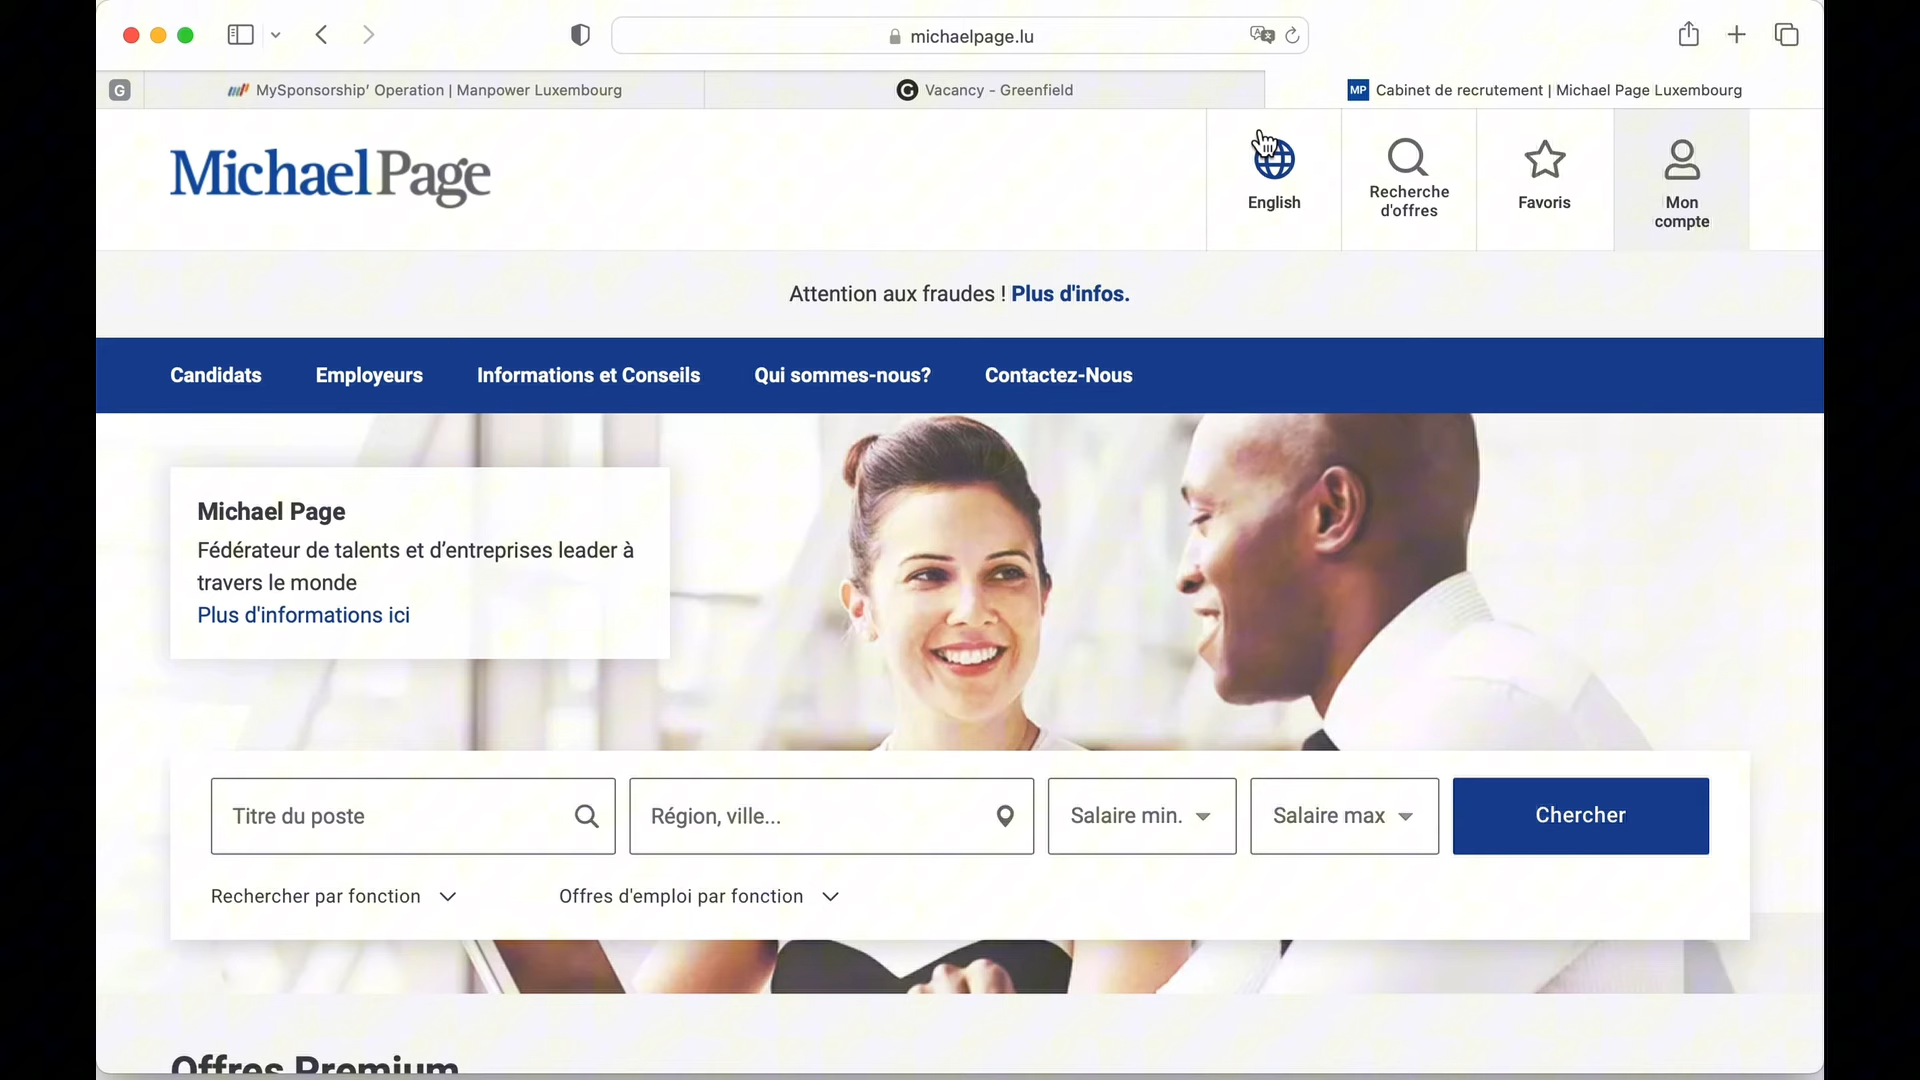 michaelpage.lu
G
MySponsorship’ Operation | Manpower Luxembourg
G
Vacancy - Greenfield
MP
Cabinet de recrutement | Michael Page Luxembourg
MichaelPage
English
Recherche
d'offres
Favoris
Mon
compte
Attention aux fraudes ! Plus d'infos.
Candidats
Employeurs
Informations et Conseils
Qui sommes-nous?
Contactez-Nous
Michael Page
Fédérateur de talents et d’entreprises leader à
travers le monde
Plus d'informations ici
Titre du poste
Région, ville...
Salaire min.
Salaire max
Chercher
Rechercher par fonction
Offres d'emploi par fonction
Offres Premium